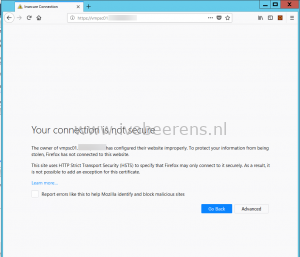 Insecure Connection
https://vmpsc01
Your connection is not secure
www.ivobeerens.nl
The owner of vmpsc01. has configured their website improperly. To protect your information from being
stolen, Firefox has not connected to this website.
This site uses HTTP Strict Transport Security (HSTS) to specify that Firefox may only connect to it securely. As a result, it
is not possible to add an exception for this certificate.
Learn more...
Report errors like this to help Mozilla identify and block malicious sites
Go Back
Advanced